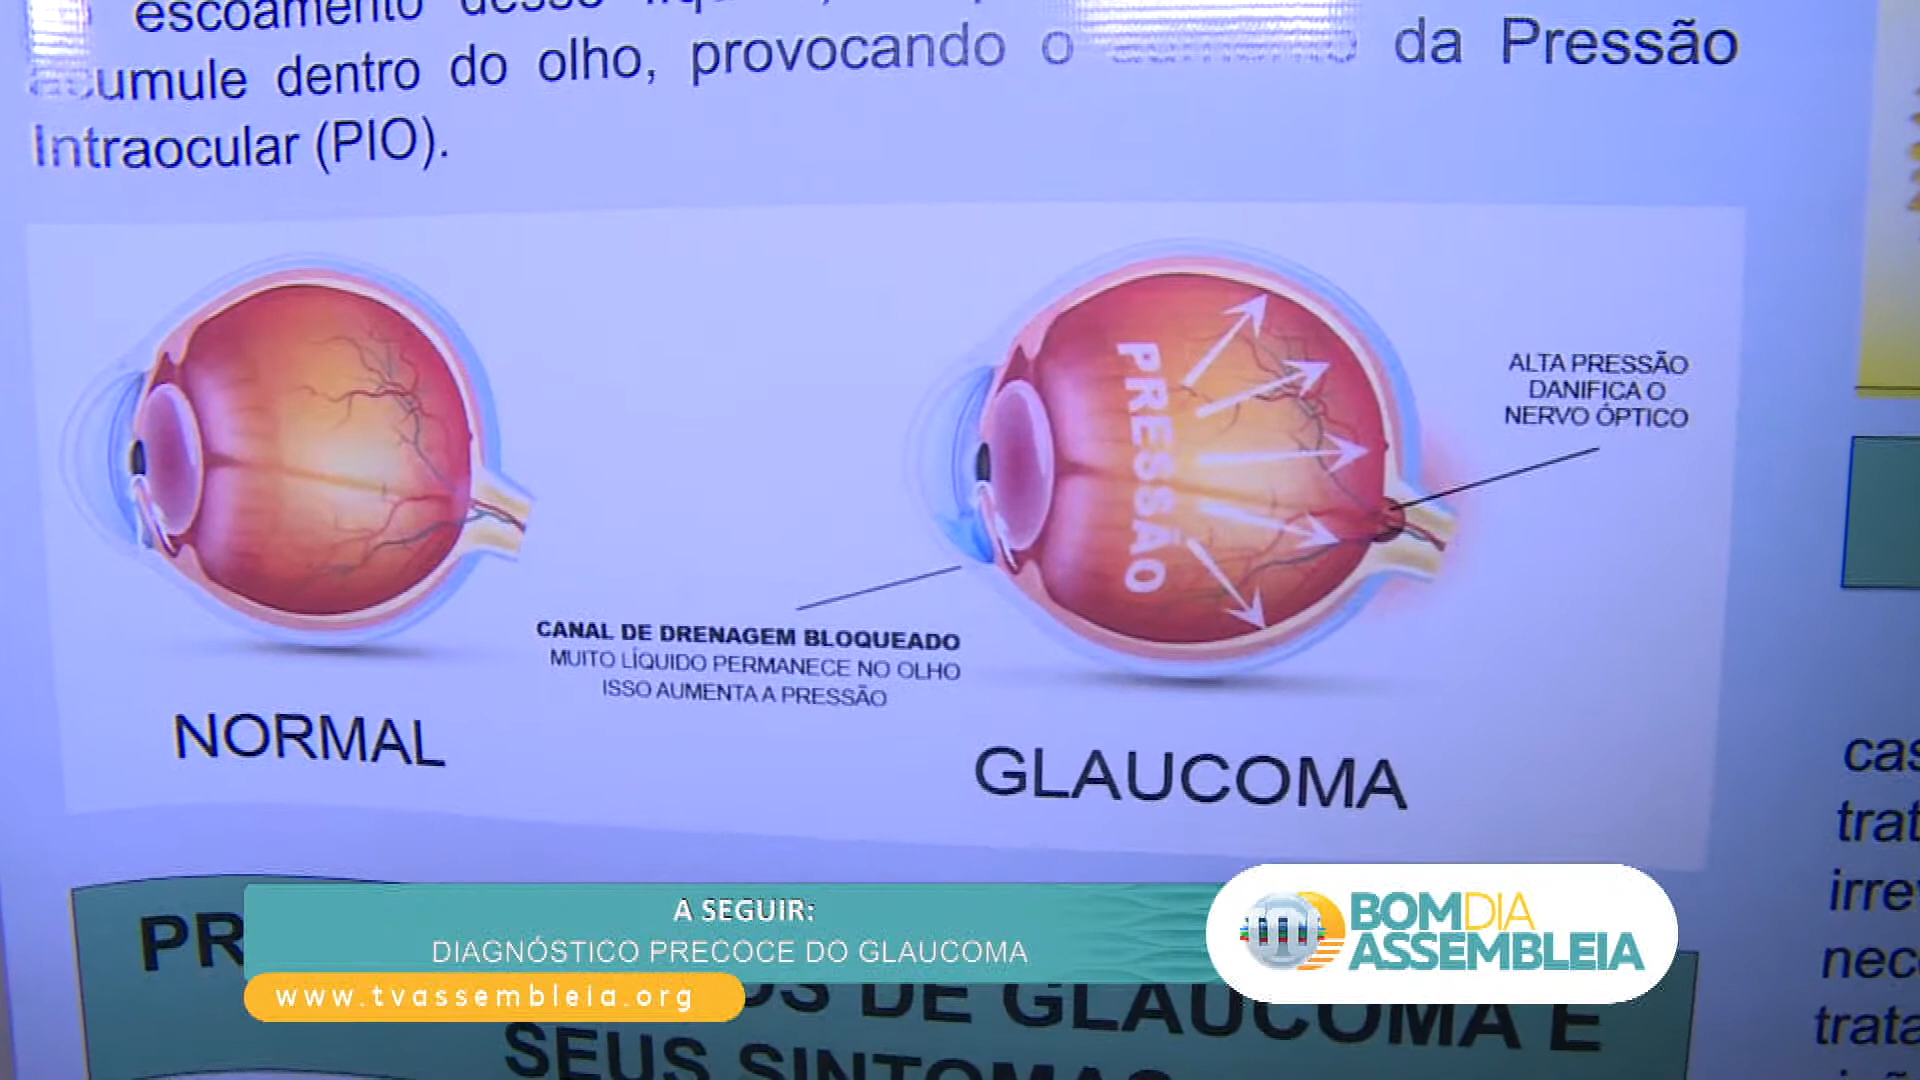 escoamento
acumule dentro do olho, provocando o da Pressão
Intraocular (PIO).
PRESSÃO
ALTA PRESSÃO
DANIFICA O
NERVO ÓPTICO
CANAL DE DRENAGEM BLOQUEADO
MUITO LÍQUIDO PERMANECE NO OLHO
ISSO AUMENTA A PRESSÃO
NORMAL
GLAUCOMA
cas
trat
irre
nec
trata
A SEGUIR:
DIAGNÓSTICO PRECOCE DO GLAUCOMA
www.tvassembleia.org
BOM DIA
ASSEMBLEIA
PR
OS DE GLAUCOMA E
SEUS SINTOMAS